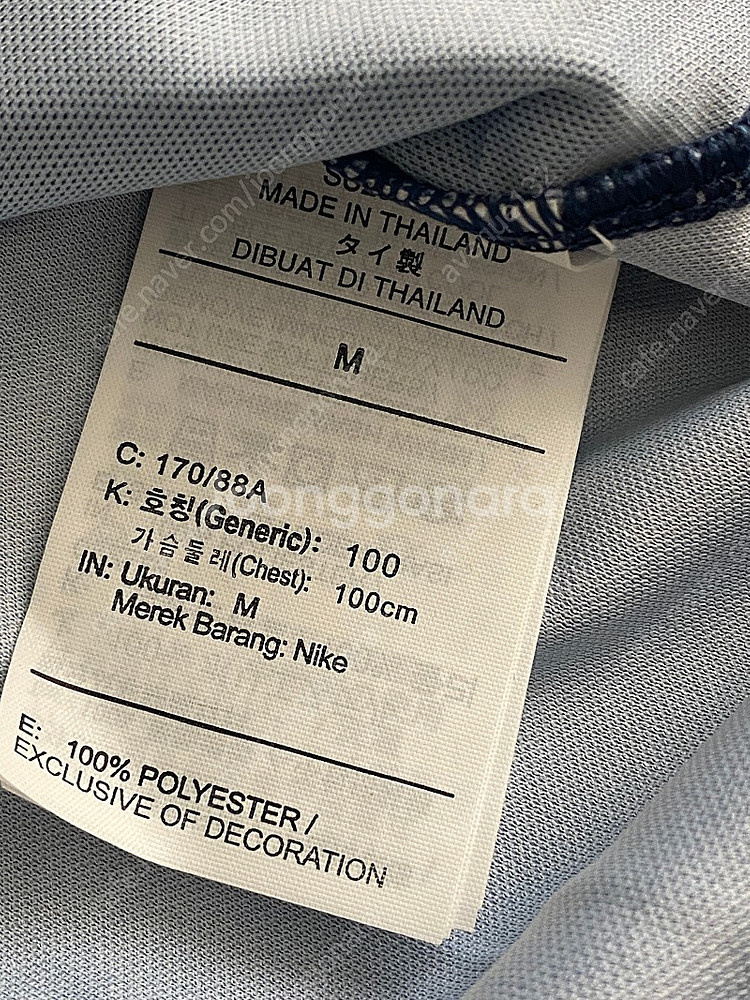 MADE IN THAILAND
タイ製
DIBUAT DI THAILAND
M
C: 170/88A
K: 호칭(Generic): 100
가슴둘레(Chest): 100cm
IN: Ukuran: M
Merek Barang: Nike
E: 100% POLYESTER /
EXCLUSIVE OF DECORATION
joonggonara